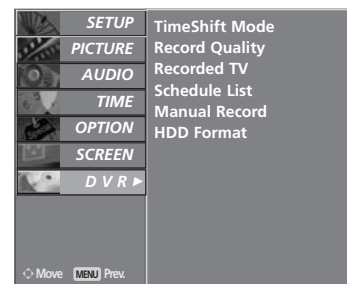 SETUP
PICTURE
AUDIO
TIME
OPTION
SCREEN
D V R ►
TimeShift Mode
Record Quality
Recorded TV
Schedule List
Manual Record
HDD Format
Move MENU Prev.